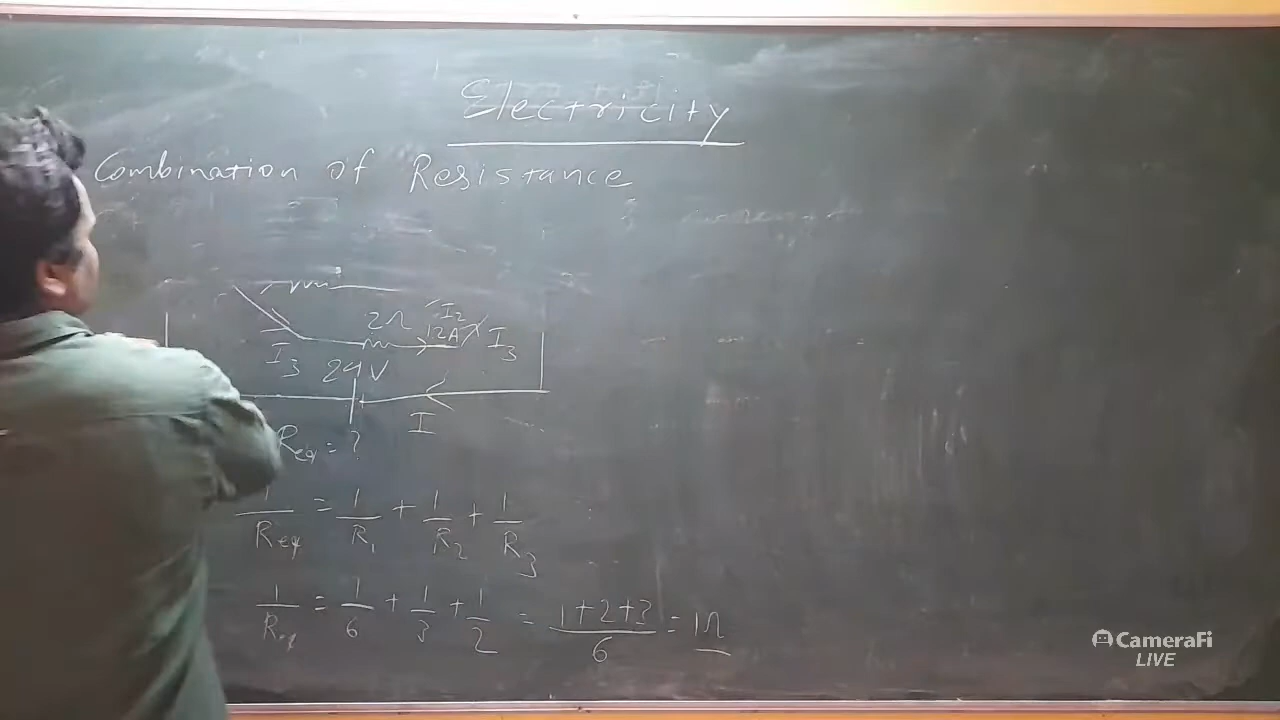 Electricity
Combination of Resistance
2Ω I₂
12A I₃
I₃ 24V
I
Req = ?
1/Req = 1/R₁ + 1/R₂ + 1/R₃
1/Req = 1/6 + 1/3 + 1/2 = 1+2+3/6 = 1Ω
CameraFi
LIVE